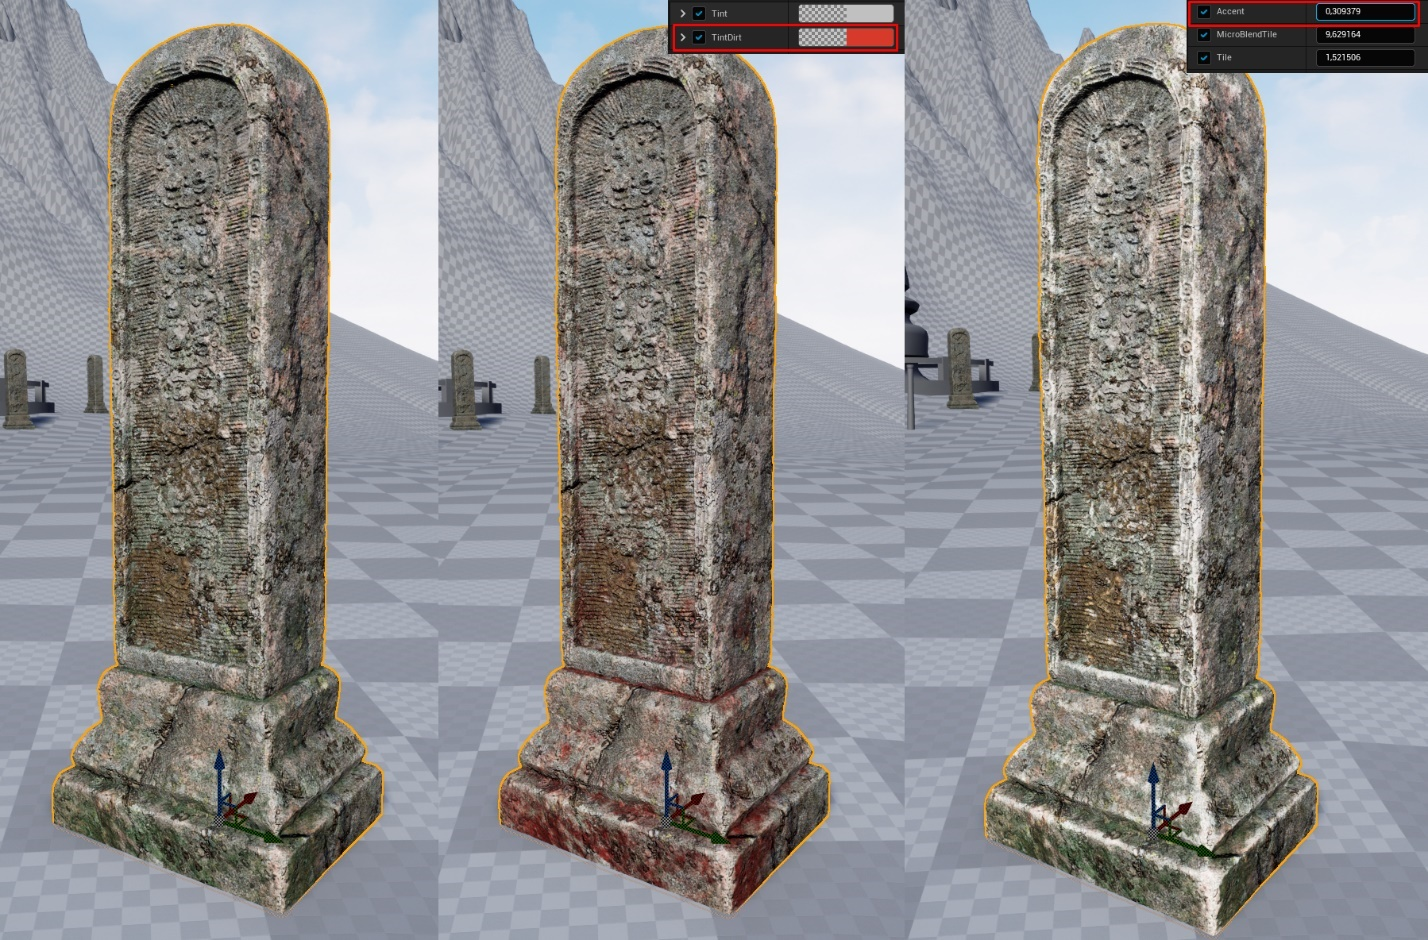 Tint
TintDirt
Accent
0,309379
MicroBlendTile
9,629164
Tile
1,521506